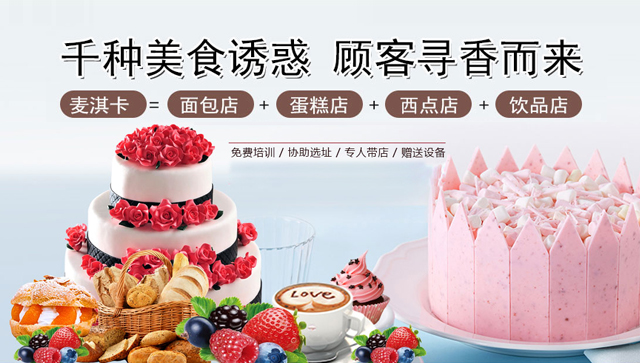 千种美食诱惑 顾客寻香而来
麦淇卡 = 面包店 + 蛋糕店 + 西点店 + 饮品店
免费培训 / 协助选址 / 专人带店 / 赠送设备
Love